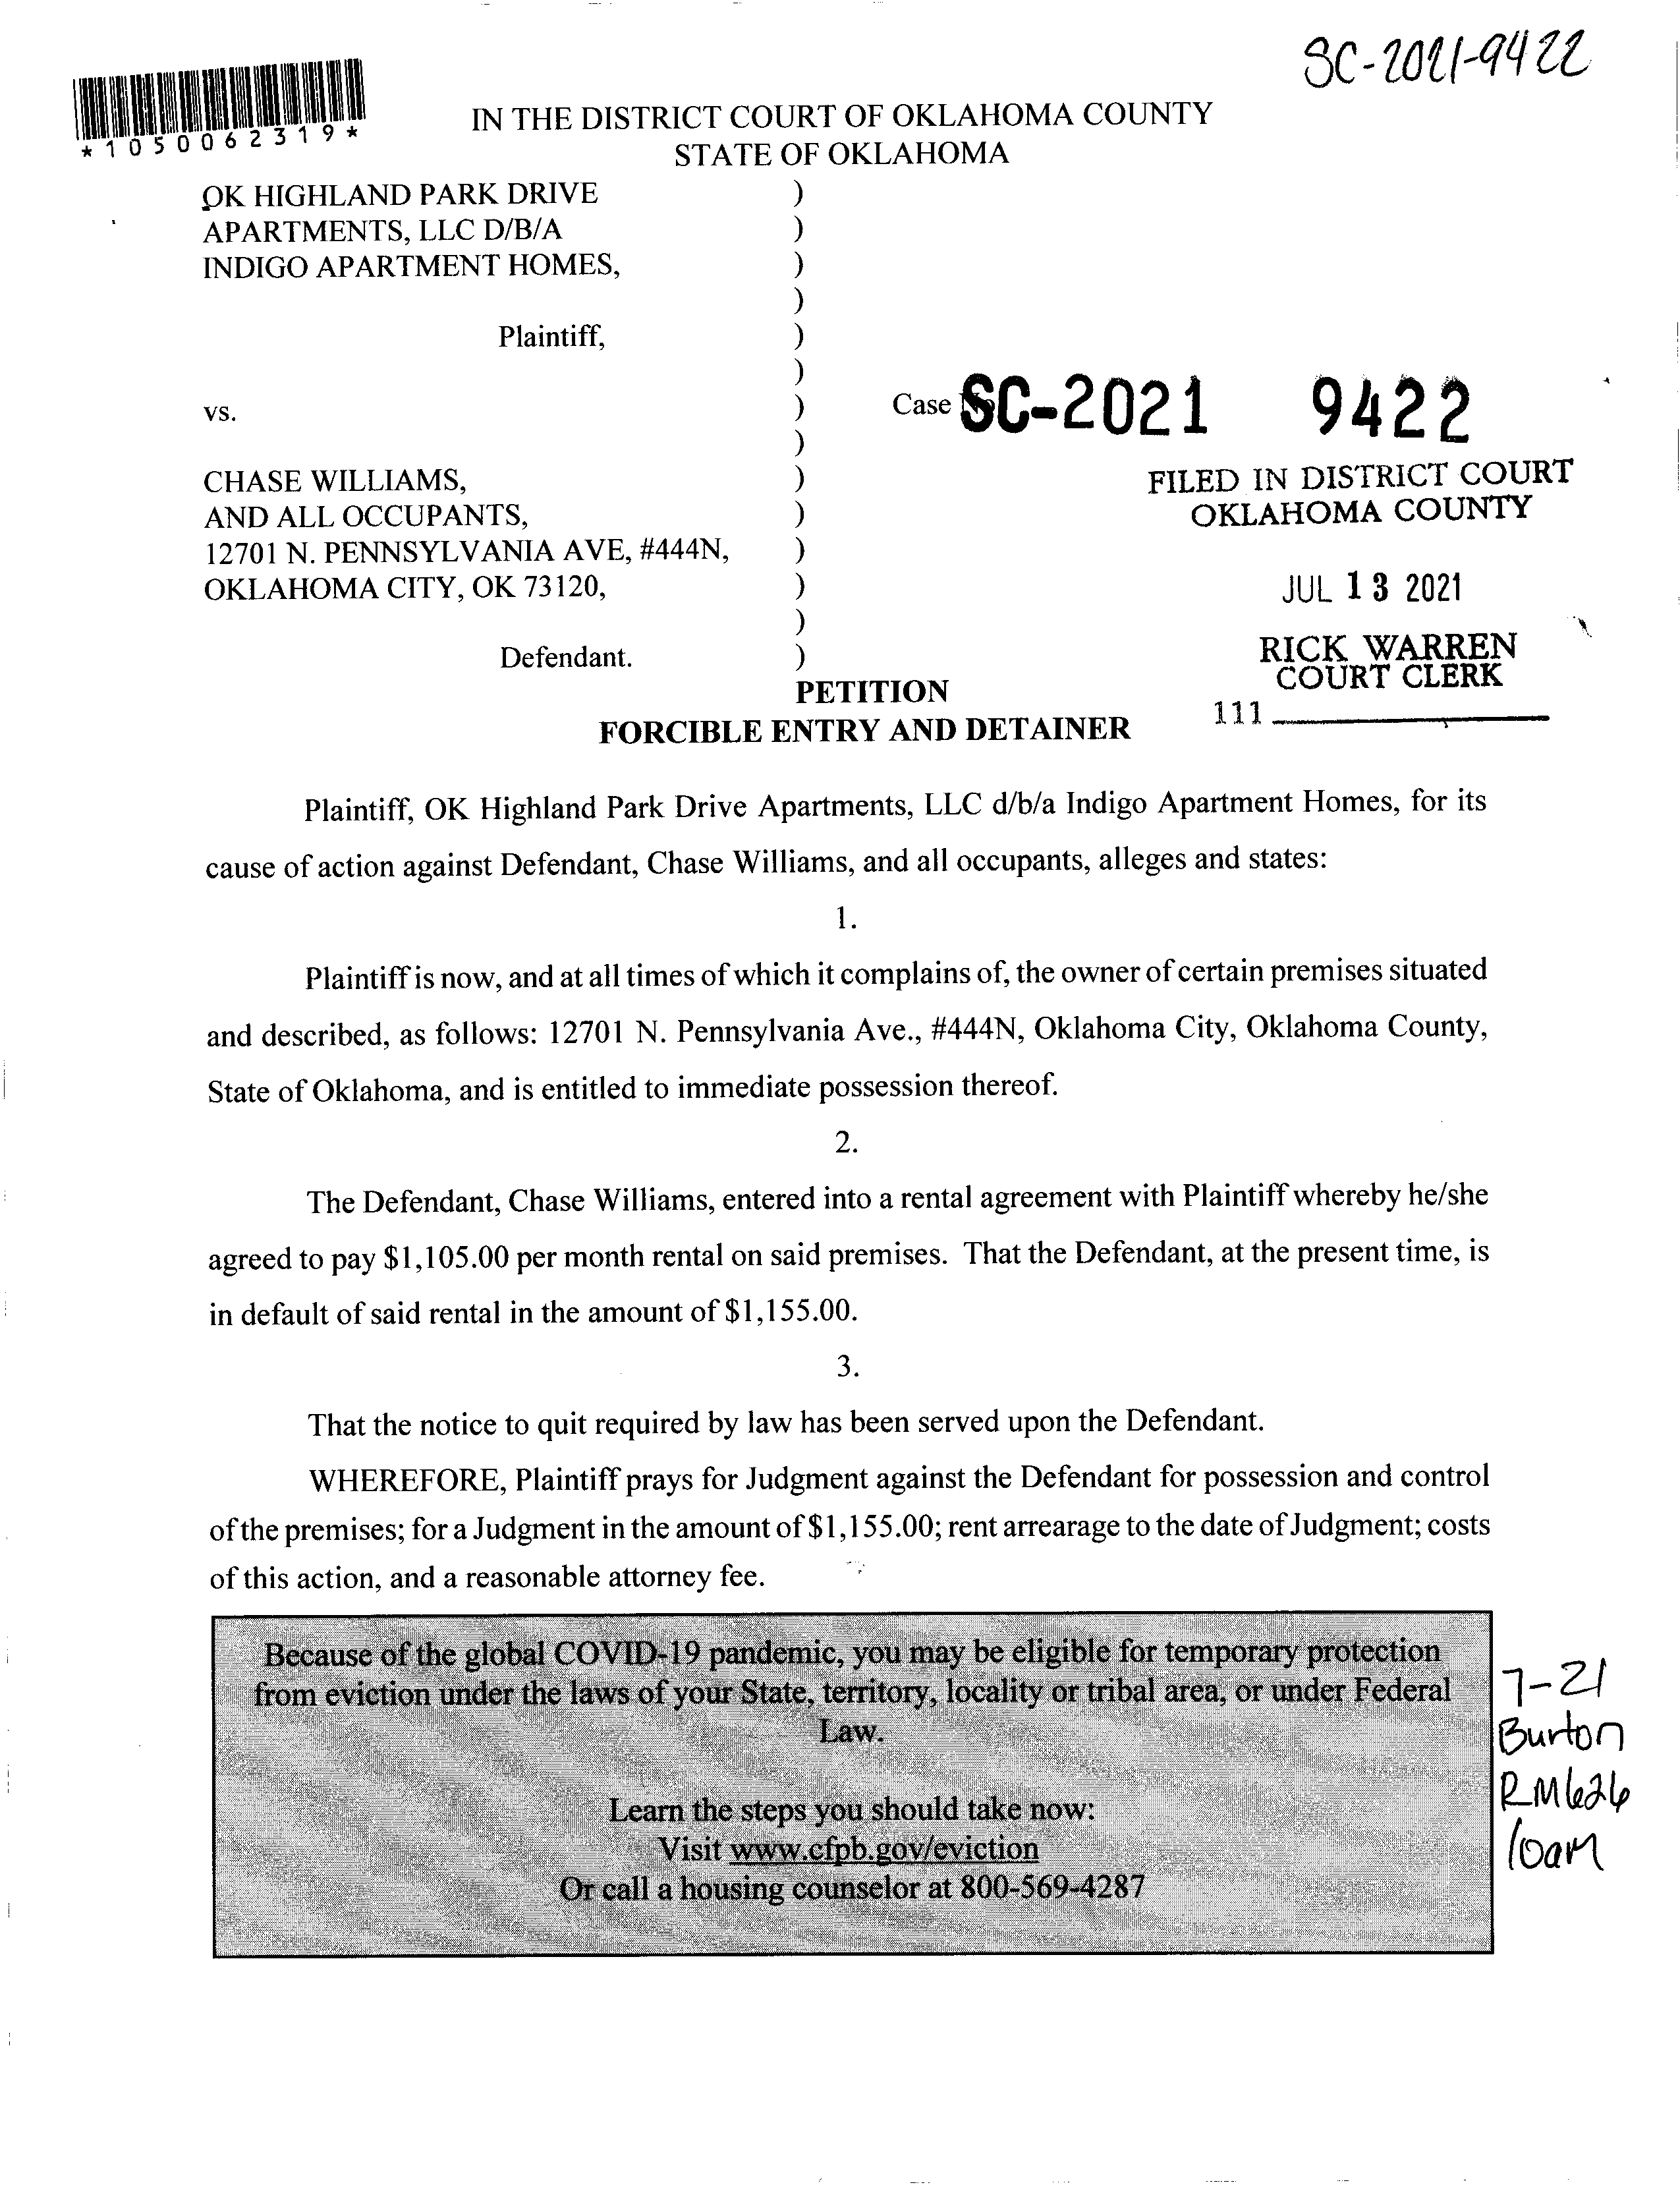 SC-2021-9422
*1050062319*
IN THE DISTRICT COURT OF OKLAHOMA COUNTY
STATE OF OKLAHOMA
OK HIGHLAND PARK DRIVE )
APARTMENTS, LLC D/B/A )
INDIGO APARTMENT HOMES, )
)
Plaintiff, )
)
vs. ) Case SC-2021 9422
)
CHASE WILLIAMS, ) FILED IN DISTRICT COURT
AND ALL OCCUPANTS, ) OKLAHOMA COUNTY
12701 N. PENNSYLVANIA AVE, #444N, )
OKLAHOMA CITY, OK 73120, ) JUL 13 2021
)
Defendant. ) RICK WARREN
COURT CLERK
PETITION
111
FORCIBLE ENTRY AND DETAINER
Plaintiff, OK Highland Park Drive Apartments, LLC d/b/a Indigo Apartment Homes, for its
cause of action against Defendant, Chase Williams, and all occupants, alleges and states:
1.
Plaintiff is now, and at all times of which it complains of, the owner of certain premises situated
and described, as follows: 12701 N. Pennsylvania Ave., #444N, Oklahoma City, Oklahoma County,
State of Oklahoma, and is entitled to immediate possession thereof.
2.
The Defendant, Chase Williams, entered into a rental agreement with Plaintiff whereby he/she
agreed to pay $1,105.00 per month rental on said premises. That the Defendant, at the present time, is
in default of said rental in the amount of $1,155.00.
3.
That the notice to quit required by law has been served upon the Defendant.
WHEREFORE, Plaintiff prays for Judgment against the Defendant for possession and control
of the premises; for a Judgment in the amount of $1,155.00; rent arrearage to the date of Judgment; costs
of this action, and a reasonable attorney fee.
Because of the global COVID-19 pandemic, you may be eligible for temporary protection
from eviction under the laws of your State, territory, locality or tribal area, or under Federal
Law.
Learn the steps you should take now:
Visit www.cfpb.gov/eviction
Or call a housing counselor at 800-569-4287
7-21
Burton
RM626
10am